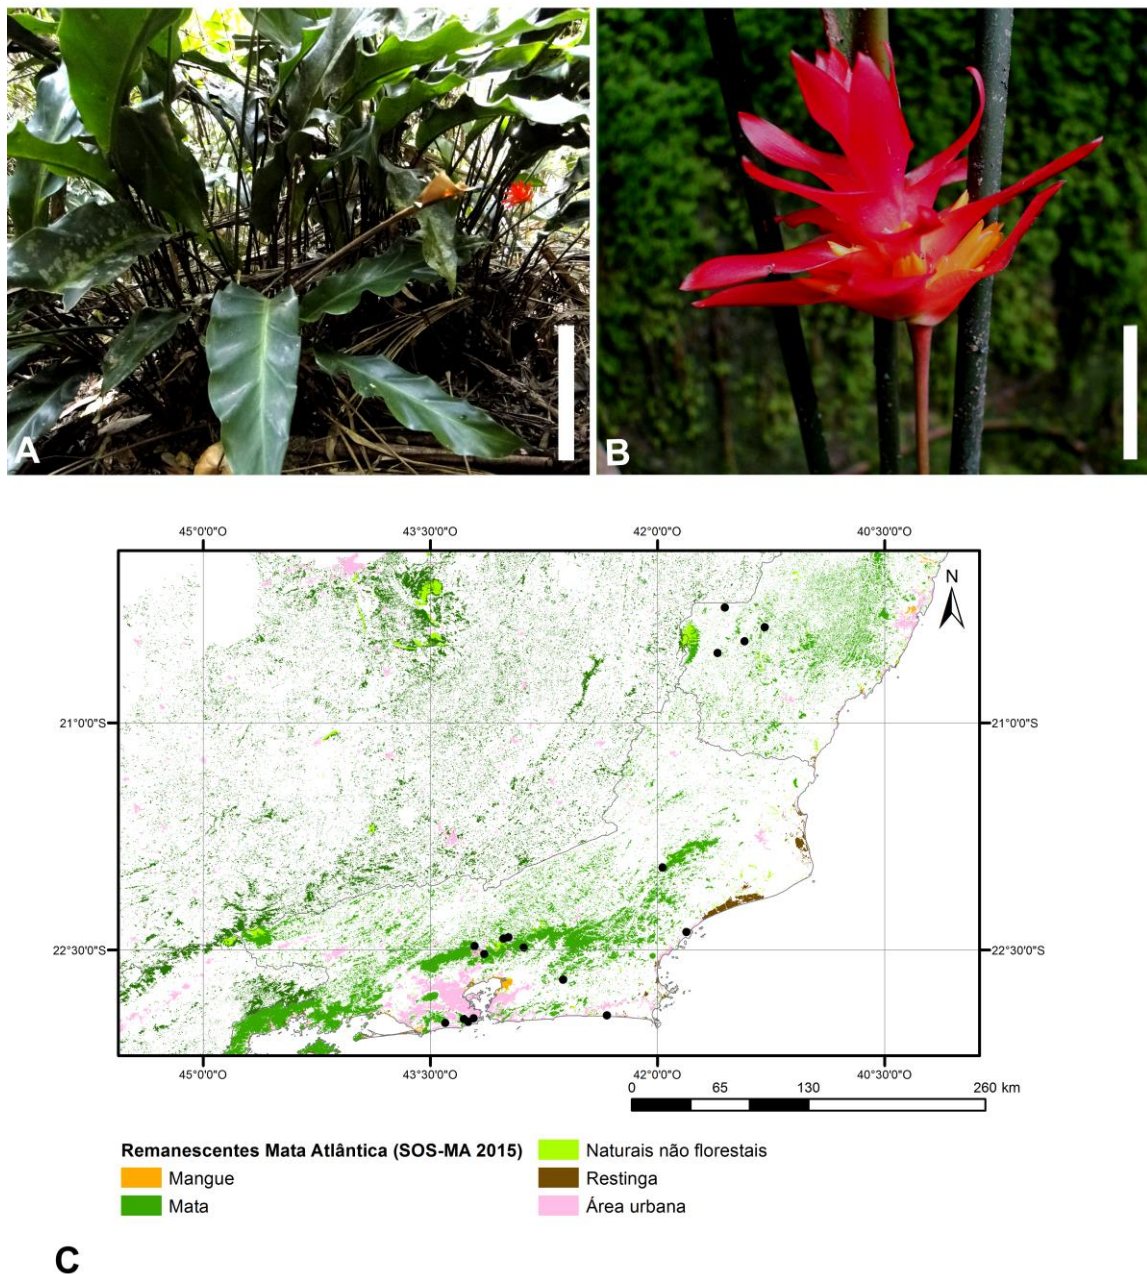 A
B
45°0'0"O 43°30'0"O 42°0'0"O 40°30'0"O
N
21°0'0"S 21°0'0"S
22°30'0"S 22°30'0"S
45°0'0"O 43°30'0"O 42°0'0"O 40°30'0"O
0 65 130 260 km
Remanescentes Mata Atlântica (SOS-MA 2015)
Mangue
Mata
Naturais não florestais
Restinga
Área urbana
C